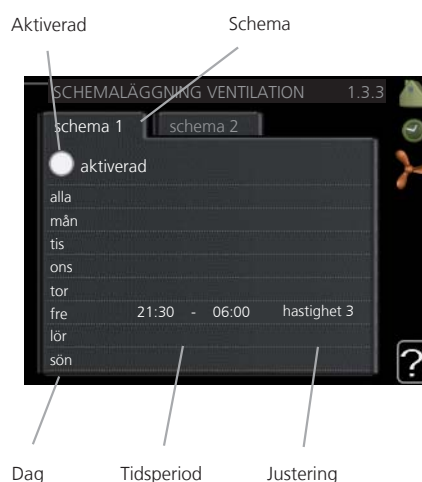 Aktiverad Schema
SCHEMALÄGGNING VENTILATION 1.3.3
schema 1 schema 2
aktiverad
alla
mån
tis
ons
tor
fre 21:30 - 06:00 hastighet 3
lör
sön
?
Dag Tidsperiod Justering